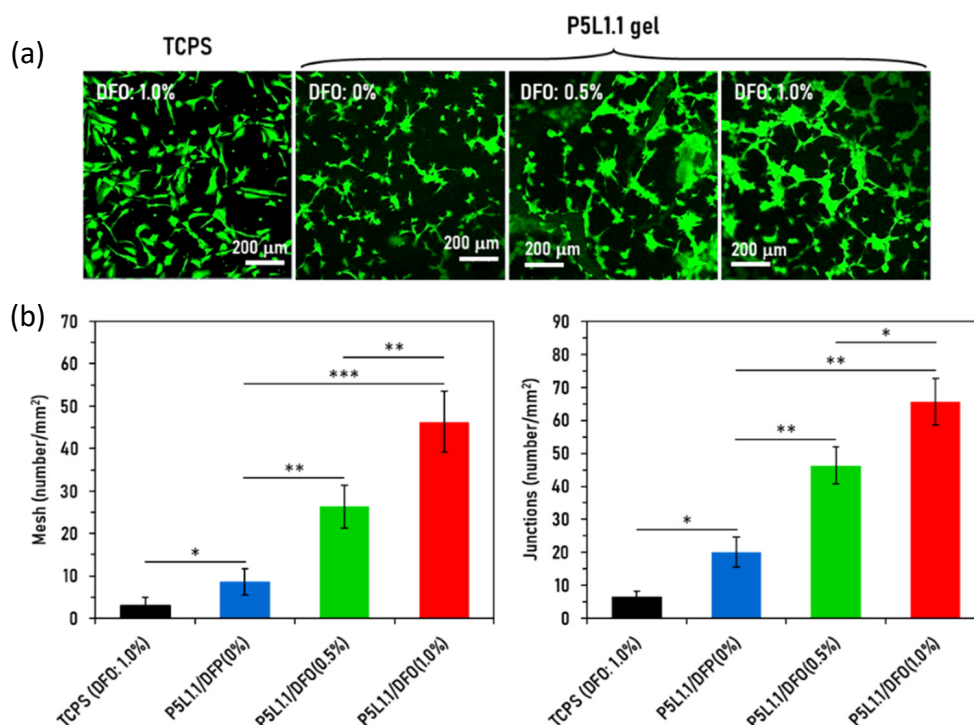 (a)
TCPS
P5L1.1 gel
DFO: 1.0%
DFO: 0%
DFO: 0.5%
DFO: 1.0%
200 μm
200 μm
200 μm
200 μm
(b)
Mesh (number/mm²)
70
60
50
40
30
20
10
0
*
**
***
**
TCPS (DFO: 1.0%)
P5L1.1/DFP(0%)
P5L1.1/DFO(0.5%)
P5L1.1/DFO(1.0%)
Junctions (number/mm²)
90
80
70
60
50
40
30
20
10
0
*
**
**
*
TCPS (DFO: 1.0%)
P5L1.1/DFP(0%)
P5L1.1/DFO(0.5%)
P5L1.1/DFO(1.0%)